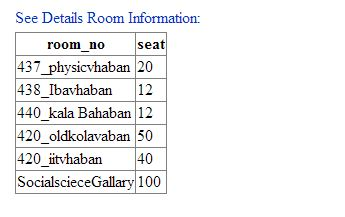 See Details Room Information:
room_no seat
437_physicvhaban 20
438_Ibavhaban 12
440_kala Bahaban 12
420_oldkolavaban 50
420_iitvhaban 40
SocialscieceGallary 100